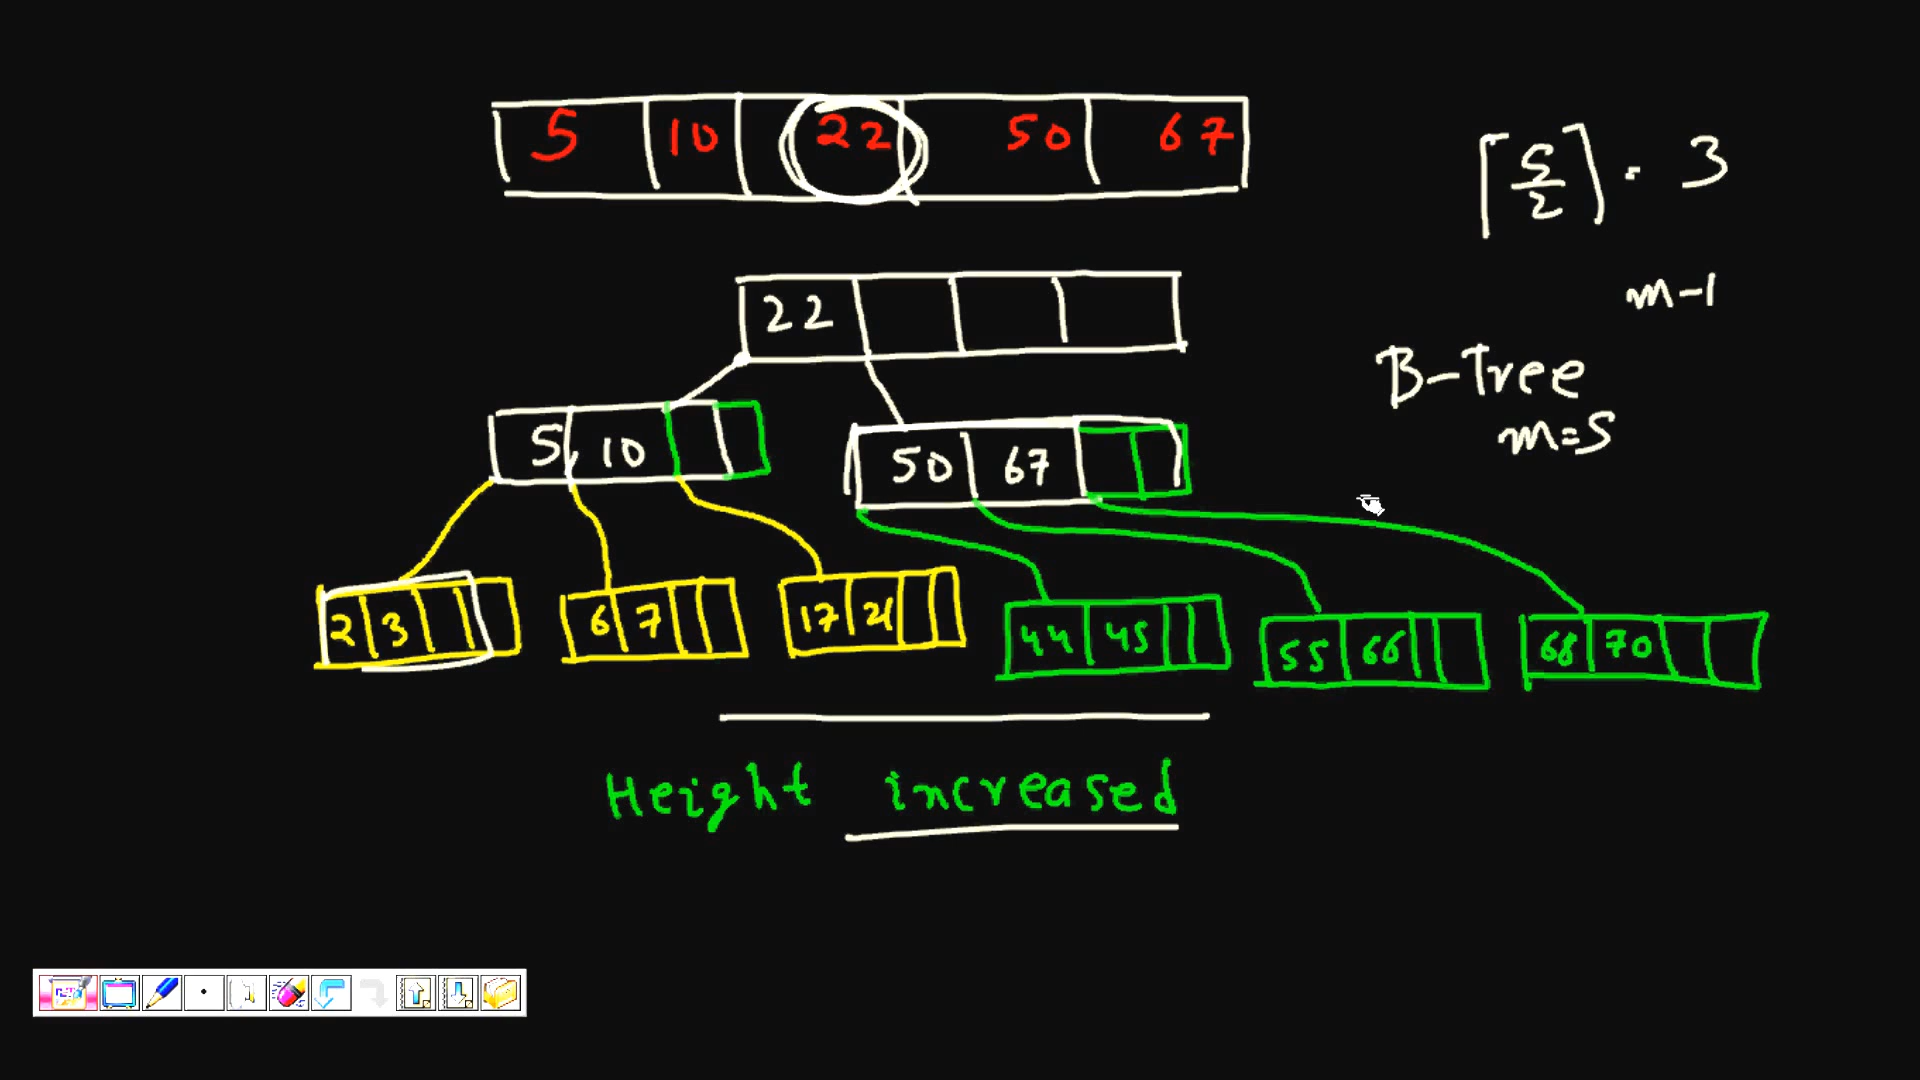 5 10 22 50 67
⌈5/2⌉ = 3
m-1
22
B-Tree
m=5
5 10
50 67
2 3
6 7
17 21
44 45
55 66
68 70
Height increased